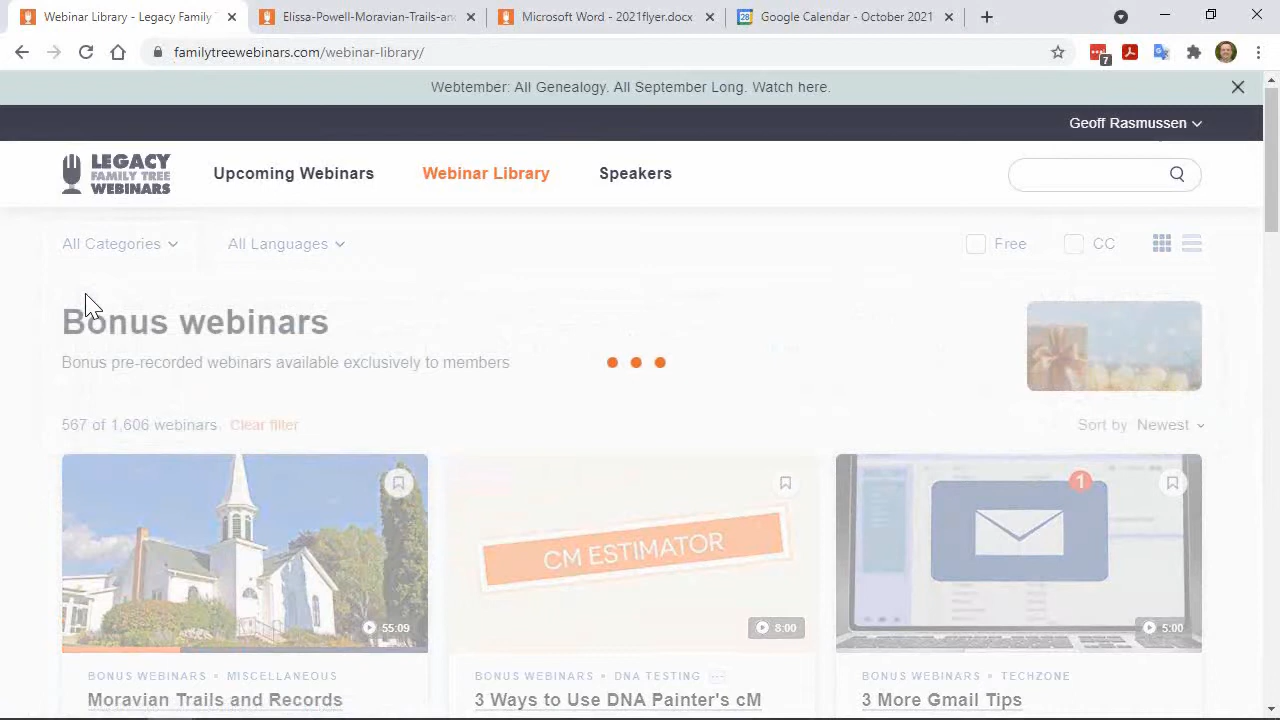 Webinar Library - Legacy Family
Elissa-Powell-Moravian-Trails-and
Microsoft Word - 2021flyer.docx
28
Google Calendar - October 2021
familytreewebinars.com/webinar-library/
7
Webtember: All Genealogy. All September Long. Watch here.
Geoff Rasmussen
LEGACY
FAMILY TREE
WEBINARS
Upcoming Webinars
Webinar Library
Speakers
All Categories
All Languages
Free
CC
Bonus webinars
Bonus pre-recorded webinars available exclusively to members
567 of 1,606 webinars
Clear filter
Sort by Newest
55:09
CM ESTIMATOR
8:00
1
5:00
BONUS WEBINARS • MISCELLANEOUS
Moravian Trails and Records
BONUS WEBINARS • DNA TESTING ...
3 Ways to Use DNA Painter's cM
BONUS WEBINARS • TECHZONE
3 More Gmail Tips